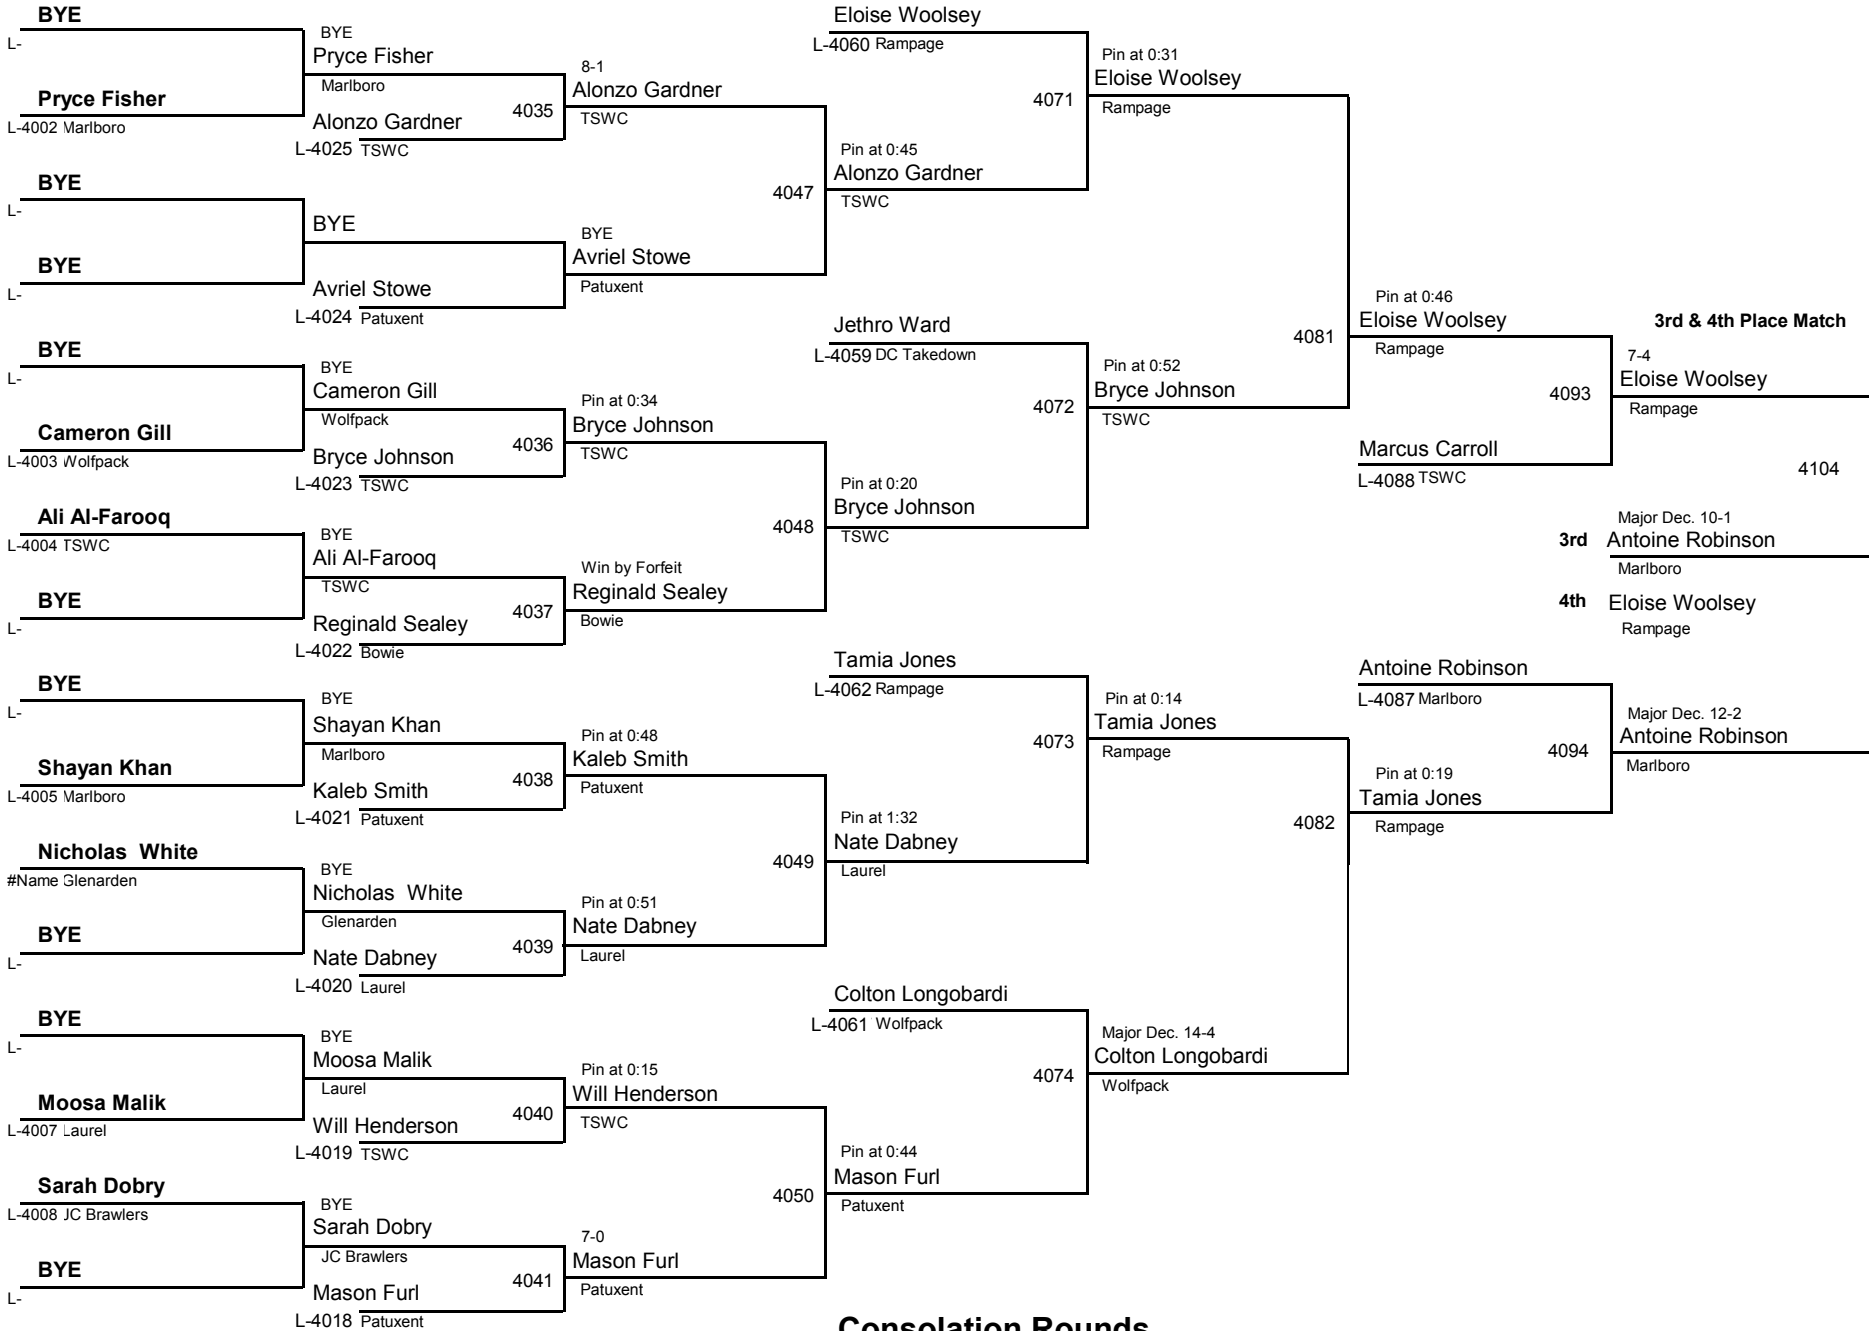 BYE
L-
Pryce Fisher
L-4002 Marlboro
BYE
L-
BYE
L-
BYE
L-
Cameron Gill
L-4003 Wolfpack
Ali Al-Farooq
L-4004 TSWC
BYE
L-
BYE
L-
Shayan Khan
L-4005 Marlboro
Nicholas  White
#Name Glenarden
BYE
L-
BYE
L-
Moosa Malik
L-4007 Laurel
Sarah Dobry
L-4008 JC Brawlers
BYE
L-
BYE
Pryce Fisher
Marlboro
4035
Alonzo Gardner
L-4025 TSWC
BYE
Avriel Stowe
L-4024 Patuxent
BYE
Cameron Gill
Wolfpack
4036
Bryce Johnson
L-4023 TSWC
BYE
Ali Al-Farooq
TSWC
4037
Reginald Sealey
L-4022 Bowie
BYE
Shayan Khan
Marlboro
4038
Kaleb Smith
L-4021 Patuxent
BYE
Nicholas  White
Glenarden
4039
Nate Dabney
L-4020 Laurel
BYE
Moosa Malik
Laurel
4040
Will Henderson
L-4019 TSWC
BYE
Sarah Dobry
JC Brawlers
4041
Mason Furl
L-4018 Patuxent
8-1
Alonzo Gardner
TSWC
4047
BYE
Avriel Stowe
Patuxent
Pin at 0:34
Bryce Johnson
TSWC
4048
Win by Forfeit
Reginald Sealey
Bowie
Pin at 0:48
Kaleb Smith
Patuxent
4049
Pin at 0:51
Nate Dabney
Laurel
Pin at 0:15
Will Henderson
TSWC
4050
7-0
Mason Furl
Patuxent
Eloise Woolsey
L-4060 Rampage
4071
Pin at 0:45
Alonzo Gardner
TSWC
Jethro Ward
L-4059 DC Takedown
4072
Pin at 0:20
Bryce Johnson
TSWC
Tamia Jones
L-4062 Rampage
4073
Pin at 1:32
Nate Dabney
Laurel
Colton Longobardi
L-4061 Wolfpack
4074
Pin at 0:44
Mason Furl
Patuxent
Pin at 0:31
Eloise Woolsey
Rampage
4081
Pin at 0:52
Bryce Johnson
TSWC
Pin at 0:14
Tamia Jones
Rampage
4082
Major Dec. 14-4
Colton Longobardi
Wolfpack
Pin at 0:46
Eloise Woolsey
Rampage
4093
Marcus Carroll
L-4088 TSWC
Antoine Robinson
L-4087 Marlboro
4094
Pin at 0:19
Tamia Jones
Rampage
3rd & 4th Place Match
7-4
Eloise Woolsey
Rampage
4104
Major Dec. 10-1
3rd Antoine Robinson
Marlboro
4th Eloise Woolsey
Rampage
Major Dec. 12-2
Antoine Robinson
Marlboro
Consolation Rounds